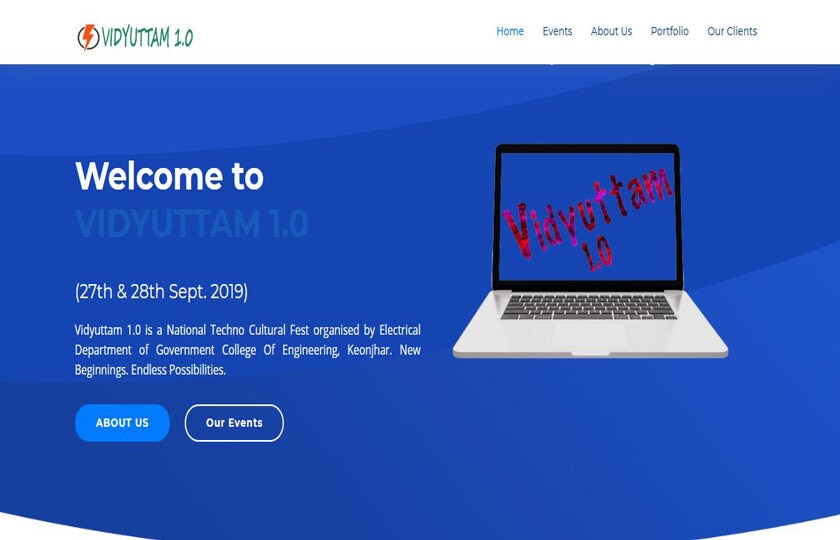 VIDYUTTAM 1.0
Home Events About Us Portfolio Our Clients
Welcome to
VIDYUTTAM 1.0
(27th & 28th Sept. 2019)
Vidyuttam 1.0 is a National Techno Cultural Fest organised by Electrical
Department of Government College Of Engineering, Keonjhar. New
Beginnings. Endless Possibilities.
ABOUT US Our Events
Vidyuttam
1.0